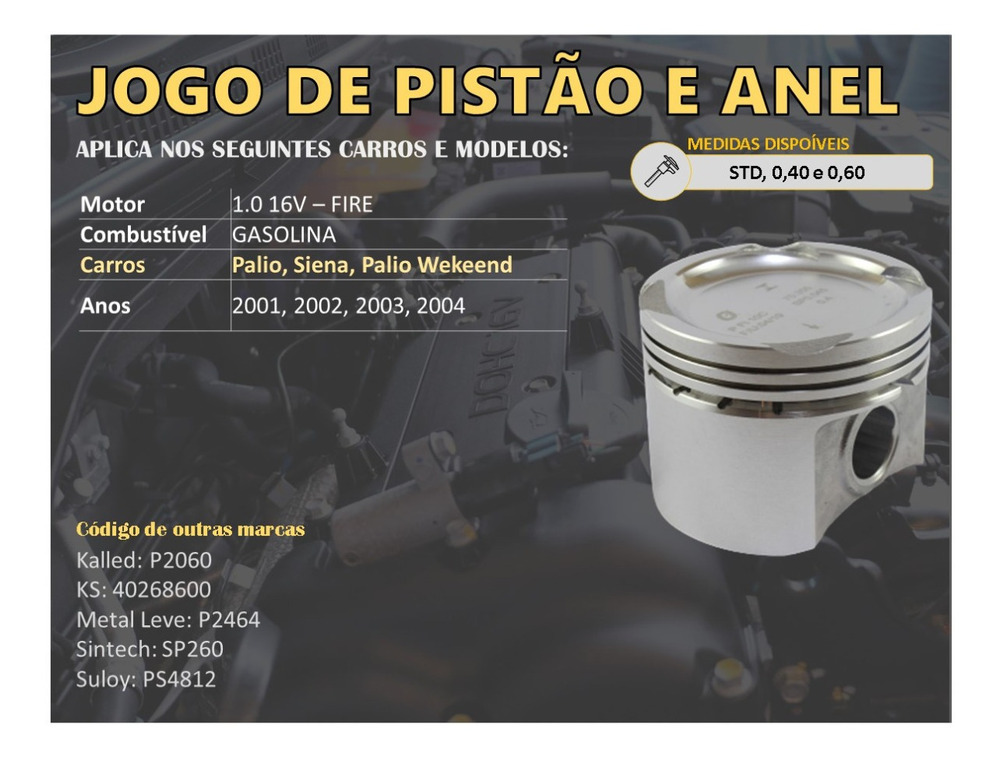 JOGO DE PISTÃO E ANEL
APLICA NOS SEGUINTES CARROS E MODELOS:
MEDIDAS DISPOÍVEIS
STD, 0,40 e 0,60
Motor 1.0 16V – FIRE
Combustível GASOLINA
Carros Palio, Siena, Palio Wekeend
Anos 2001, 2002, 2003, 2004
DOHC
Código de outras marcas
Kalled: P2060
KS: 40268600
Metal Leve: P2464
Sintech: SP260
Suloy: PS4812